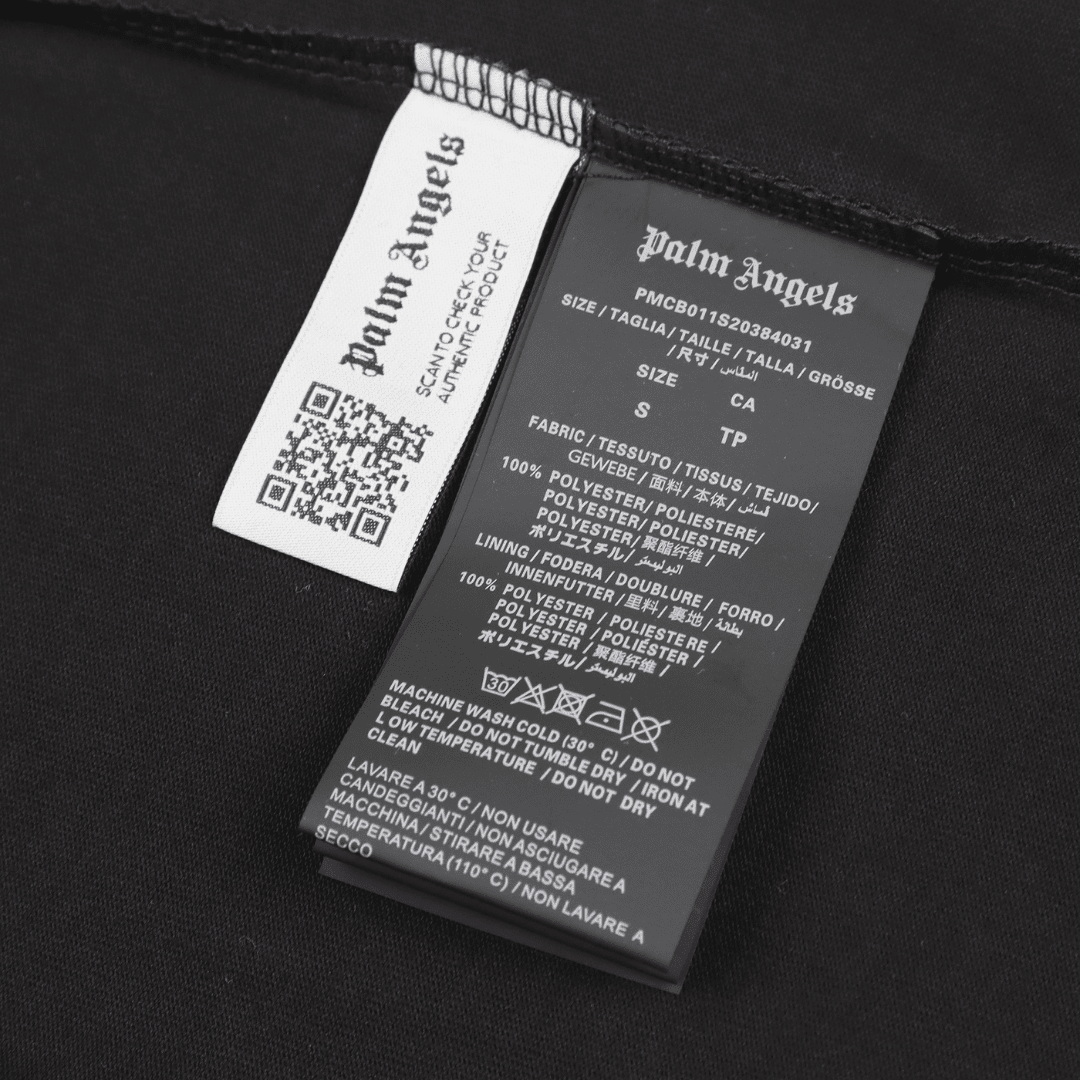 Palm Angels
SCAN TO CHECK YOUR
AUTHENTIC PRODUCT
Palm Angels
PMCB011S20384031
SIZE / TAGLIA / TAILLE / TALLA / GRÖSSE
/ 尺寸 / المقاس
SIZE CA
S TP
FABRIC / TESSUTO / TISSUS / TEJIDO/
GEWEBE / 面料/ 本体/ قماش
100% POLYESTER/ POLIESTERE/
POLYESTER/ POLIESTER/
POLYESTER/ 聚酯纤维 /
ポリエステル/ البوليستر
LINING / FODERA / DOUBLURE / FORRO /
INNENFUTTER / 里料/ 裏地 / بطانة
100% POLYESTER / POLIESTERE /
POLYESTER / POLIÉSTER /
POLYESTER / 聚酯纤维 /
ポリエステル/ البوليستر
30
MACHINE WASH COLD (30° C) / DO NOT
BLEACH / DO NOT TUMBLE DRY / IRON AT
LOW TEMPERATURE / DO NOT DRY
CLEAN
LAVARE A 30° C / NON USARE
CANDEGGIANTI / NON ASCIUGARE A
MACCHINA / STIRARE A BASSA
TEMPERATURA (110° C) / NON LAVARE A
SECCO